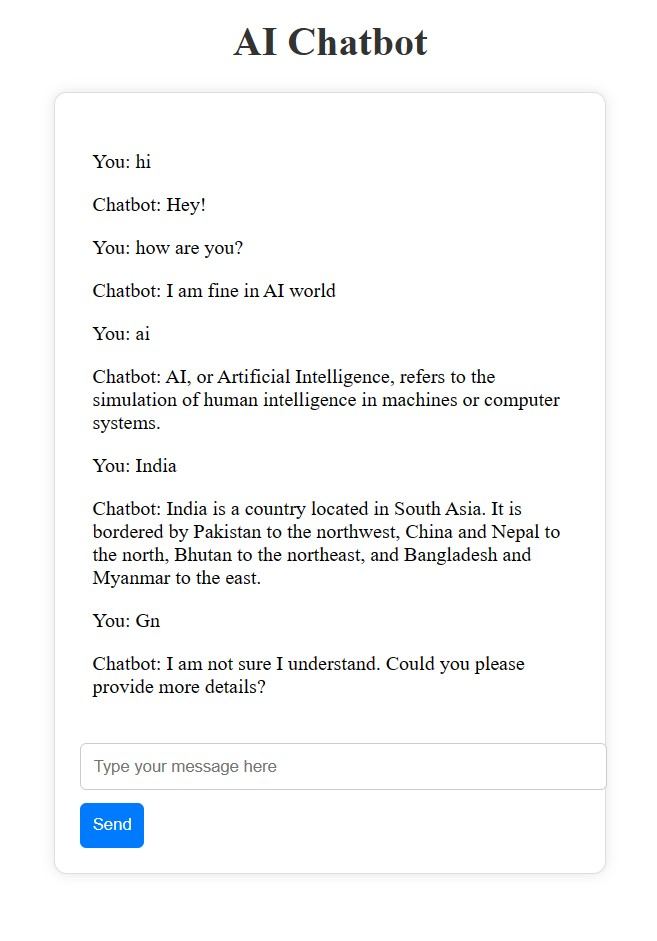 AI Chatbot
You: hi
Chatbot: Hey!
You: how are you?
Chatbot: I am fine in AI world
You: ai
Chatbot: AI, or Artificial Intelligence, refers to the
simulation of human intelligence in machines or computer
systems.
You: India
Chatbot: India is a country located in South Asia. It is
bordered by Pakistan to the northwest, China and Nepal to
the north, Bhutan to the northeast, and Bangladesh and
Myanmar to the east.
You: Gn
Chatbot: I am not sure I understand. Could you please
provide more details?
Type your message here
Send